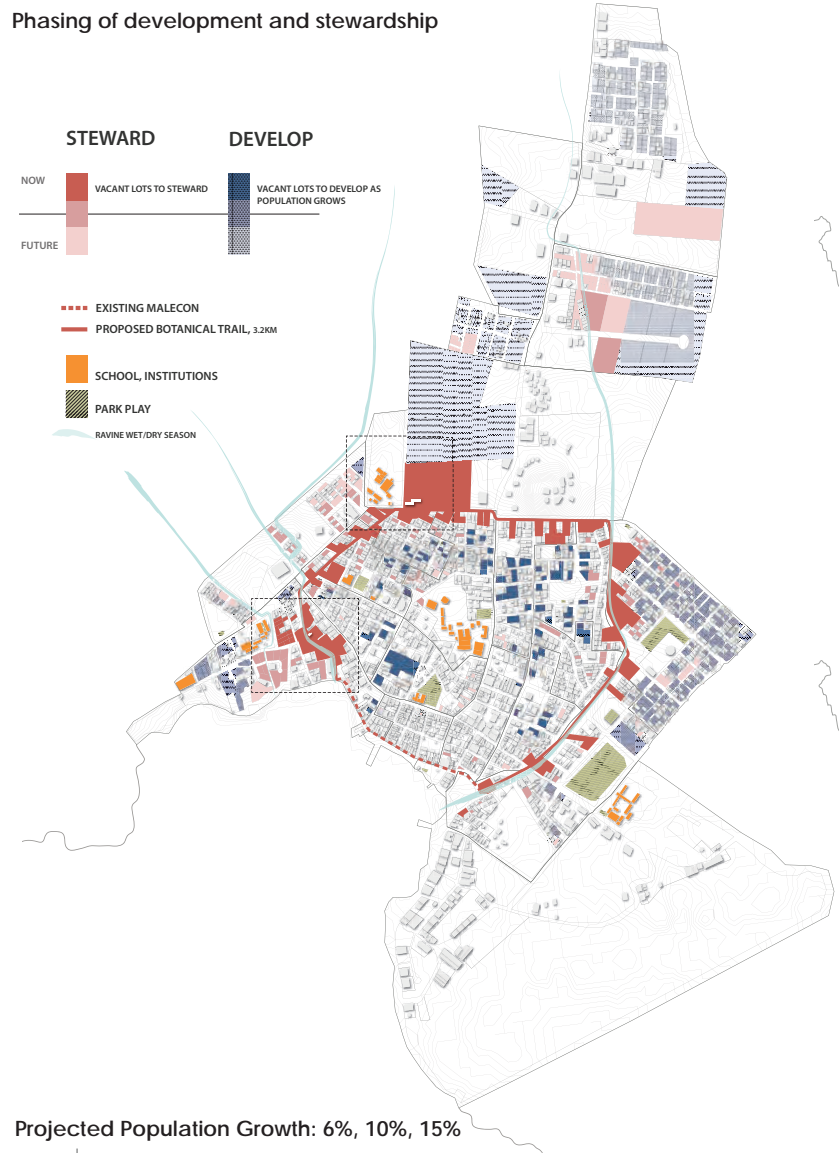 Phasing of development and stewardship
STEWARD
DEVELOP
NOW
VACANT LOTS TO STEWARD
VACANT LOTS TO DEVELOP AS
POPULATION GROWS
FUTURE
EXISTING MALECON
PROPOSED BOTANICAL TRAIL, 3.2KM
SCHOOL, INSTITUTIONS
PARK PLAY
RAVINE WET/DRY SEASON
Projected Population Growth: 6%, 10%, 15%